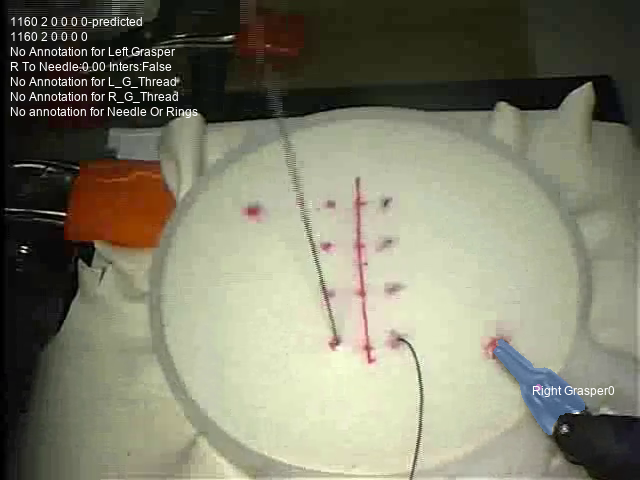 1160 2 0 0 0 0-predicted
1160 2 0 0 0 0
No Annotation for Left Grasper
R To Needle:0.00 Inters:False
No Annotation for L_G_Thread
No Annotation for R_G_Thread
No annotation for Needle Or Rings
Right Grasper0